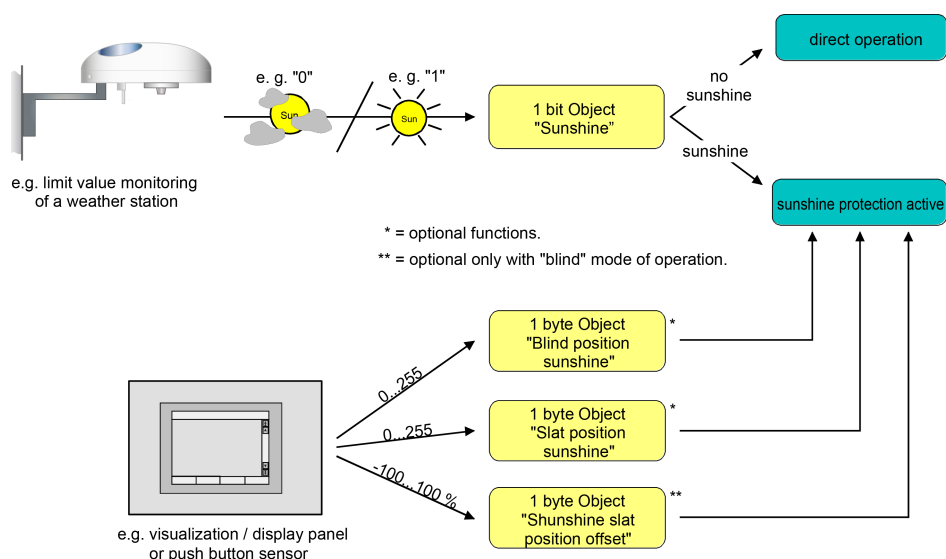 direct operation
e. g. "0"
e. g. "1"
no
sunshine
Sun
Sun
1 bit Object
"Sunshine”
sunshine
e.g. limit value monitoring
of a weather station
sunshine protection active
* = optional functions.
** = optional only with "blind" mode of operation.
1 byte Object
"Blind position
sunshine"
*
0...255
1 byte Object
"Slat position
sunshine"
*
0...255
-100...100 %
1 byte Object
"Shunshine slat
position offset"
**
e.g. visualization / display panel
or push button sensor